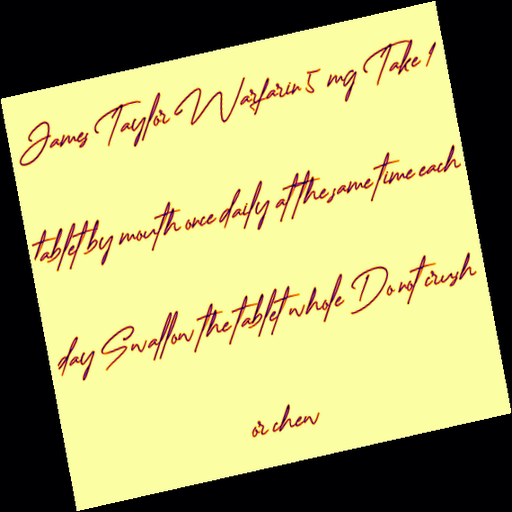 James Taylor Warfarin 5 mg Take 1
tablet by mouth once daily at the same time each
day Swallow the tablet whole Do not crush
or chew